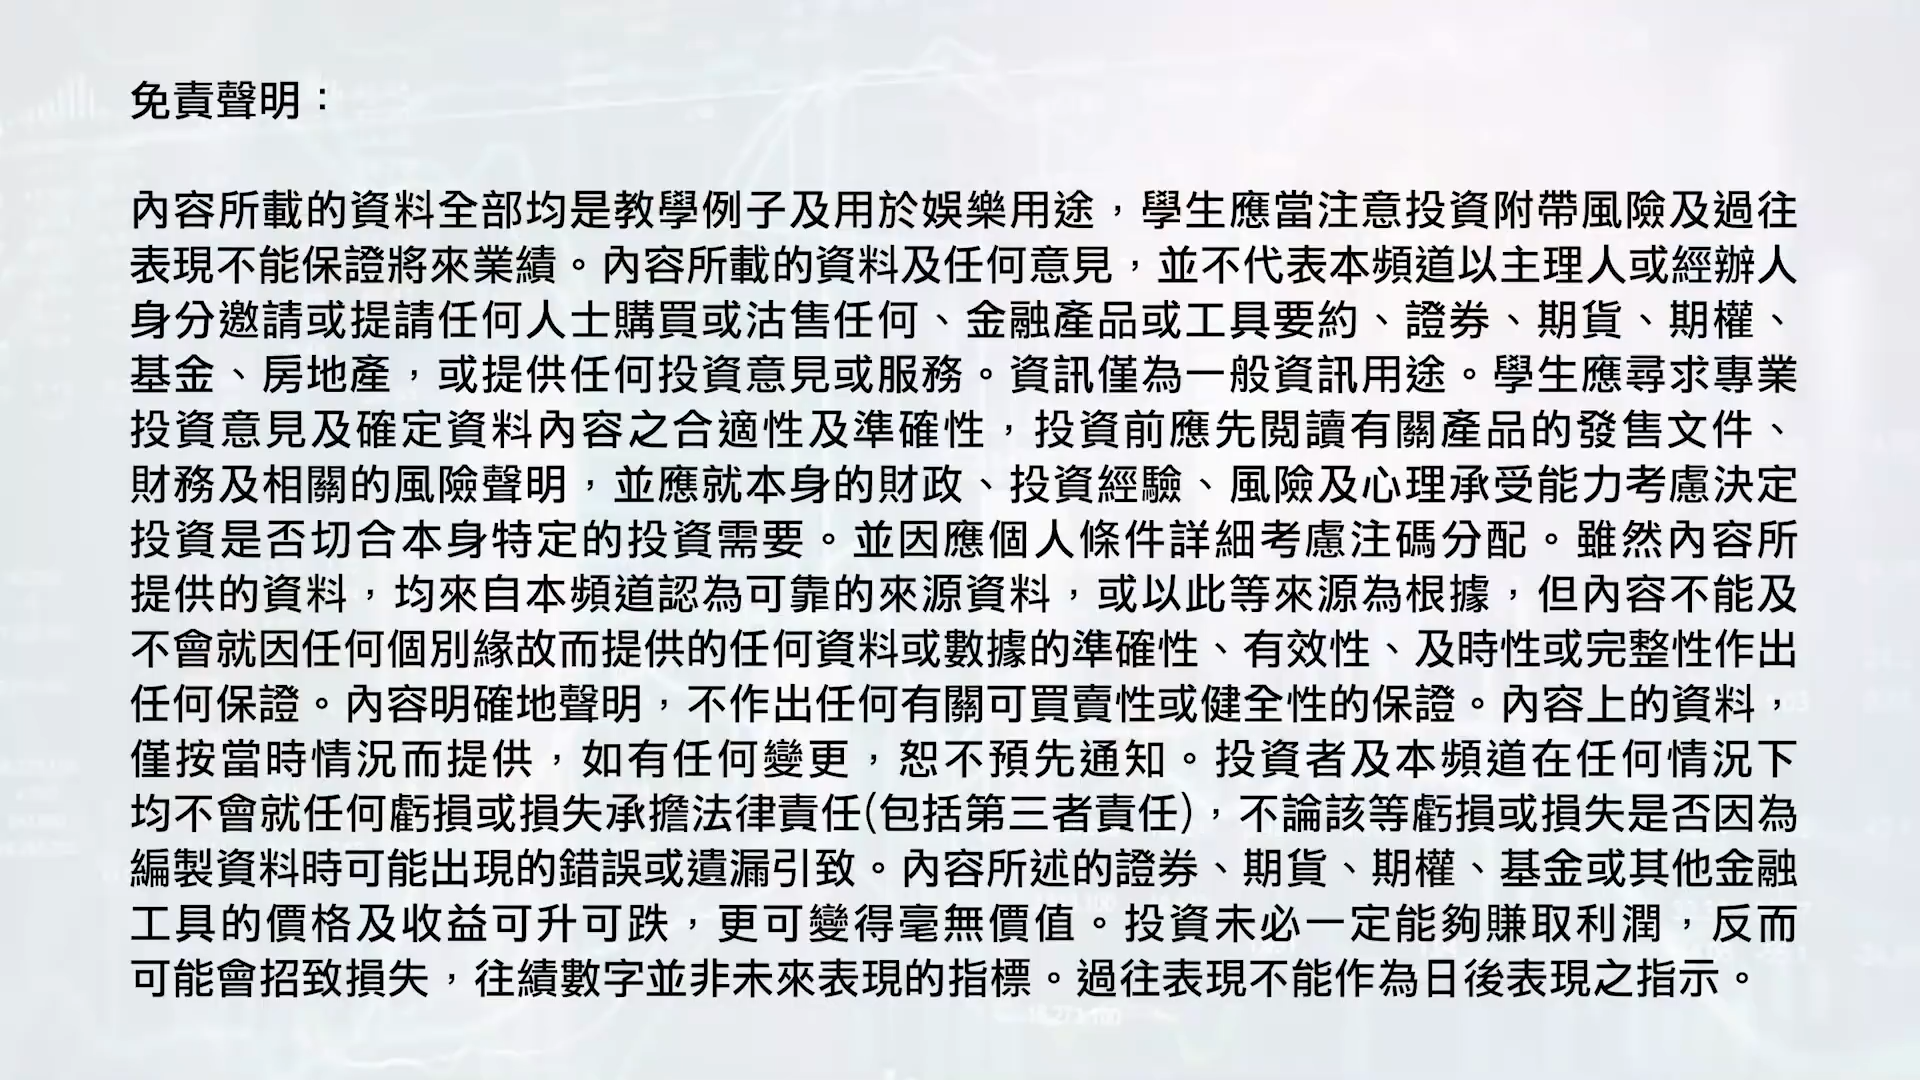 免責聲明：
內容所載的資料全部均是教學例子及用於娛樂用途，學生應當注意投資附帶風險及過往
表現不能保證將來業績。內容所載的資料及任何意見，並不代表本頻道以主理人或經辦人
身分邀請或提請任何人士購買或沽售任何、金融產品或工具要約、證券、期貨、期權、
基金、房地產，或提供任何投資意見或服務。資訊僅為一般資訊用途。學生應尋求專業
投資意見及確定資料內容之合適性及準確性，投資前應先閱讀有關產品的發售文件、
財務及相關的風險聲明，並應就本身的財政、投資經驗、風險及心理承受能力考慮決定
投資是否切合本身特定的投資需要。並因應個人條件詳細考慮注碼分配。雖然內容所
提供的資料，均來自本頻道認為可靠的來源資料，或以此等來源為根據，但內容不能及
不會就因任何個別緣故而提供的任何資料或數據的準確性、有效性、及時性或完整性作出
任何保證。內容明確地聲明，不作出任何有關可買賣性或健全性的保證。內容上的資料，
僅按當時情況而提供，如有任何變更，恕不預先通知。投資者及本頻道在任何情況下
均不會就任何虧損或損失承擔法律責任(包括第三者責任)，不論該等虧損或損失是否因為
編製資料時可能出現的錯誤或遺漏引致。內容所述的證券、期貨、期權、基金或其他金融
工具的價格及收益可升可跌，更可變得毫無價值。投資未必一定能夠賺取利潤，反而
可能會招致損失，往績數字並非未來表現的指標。過往表現不能作為日後表現之指示。